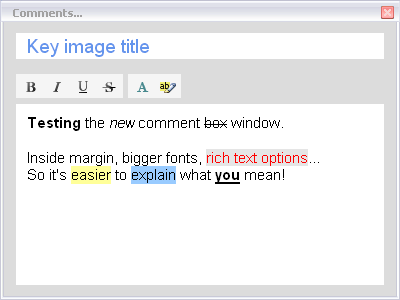 Comments...
Key image title
B I U S A ab
Testing the new comment box window.
Inside margin, bigger fonts, rich text options...
So it's easier to explain what you mean!